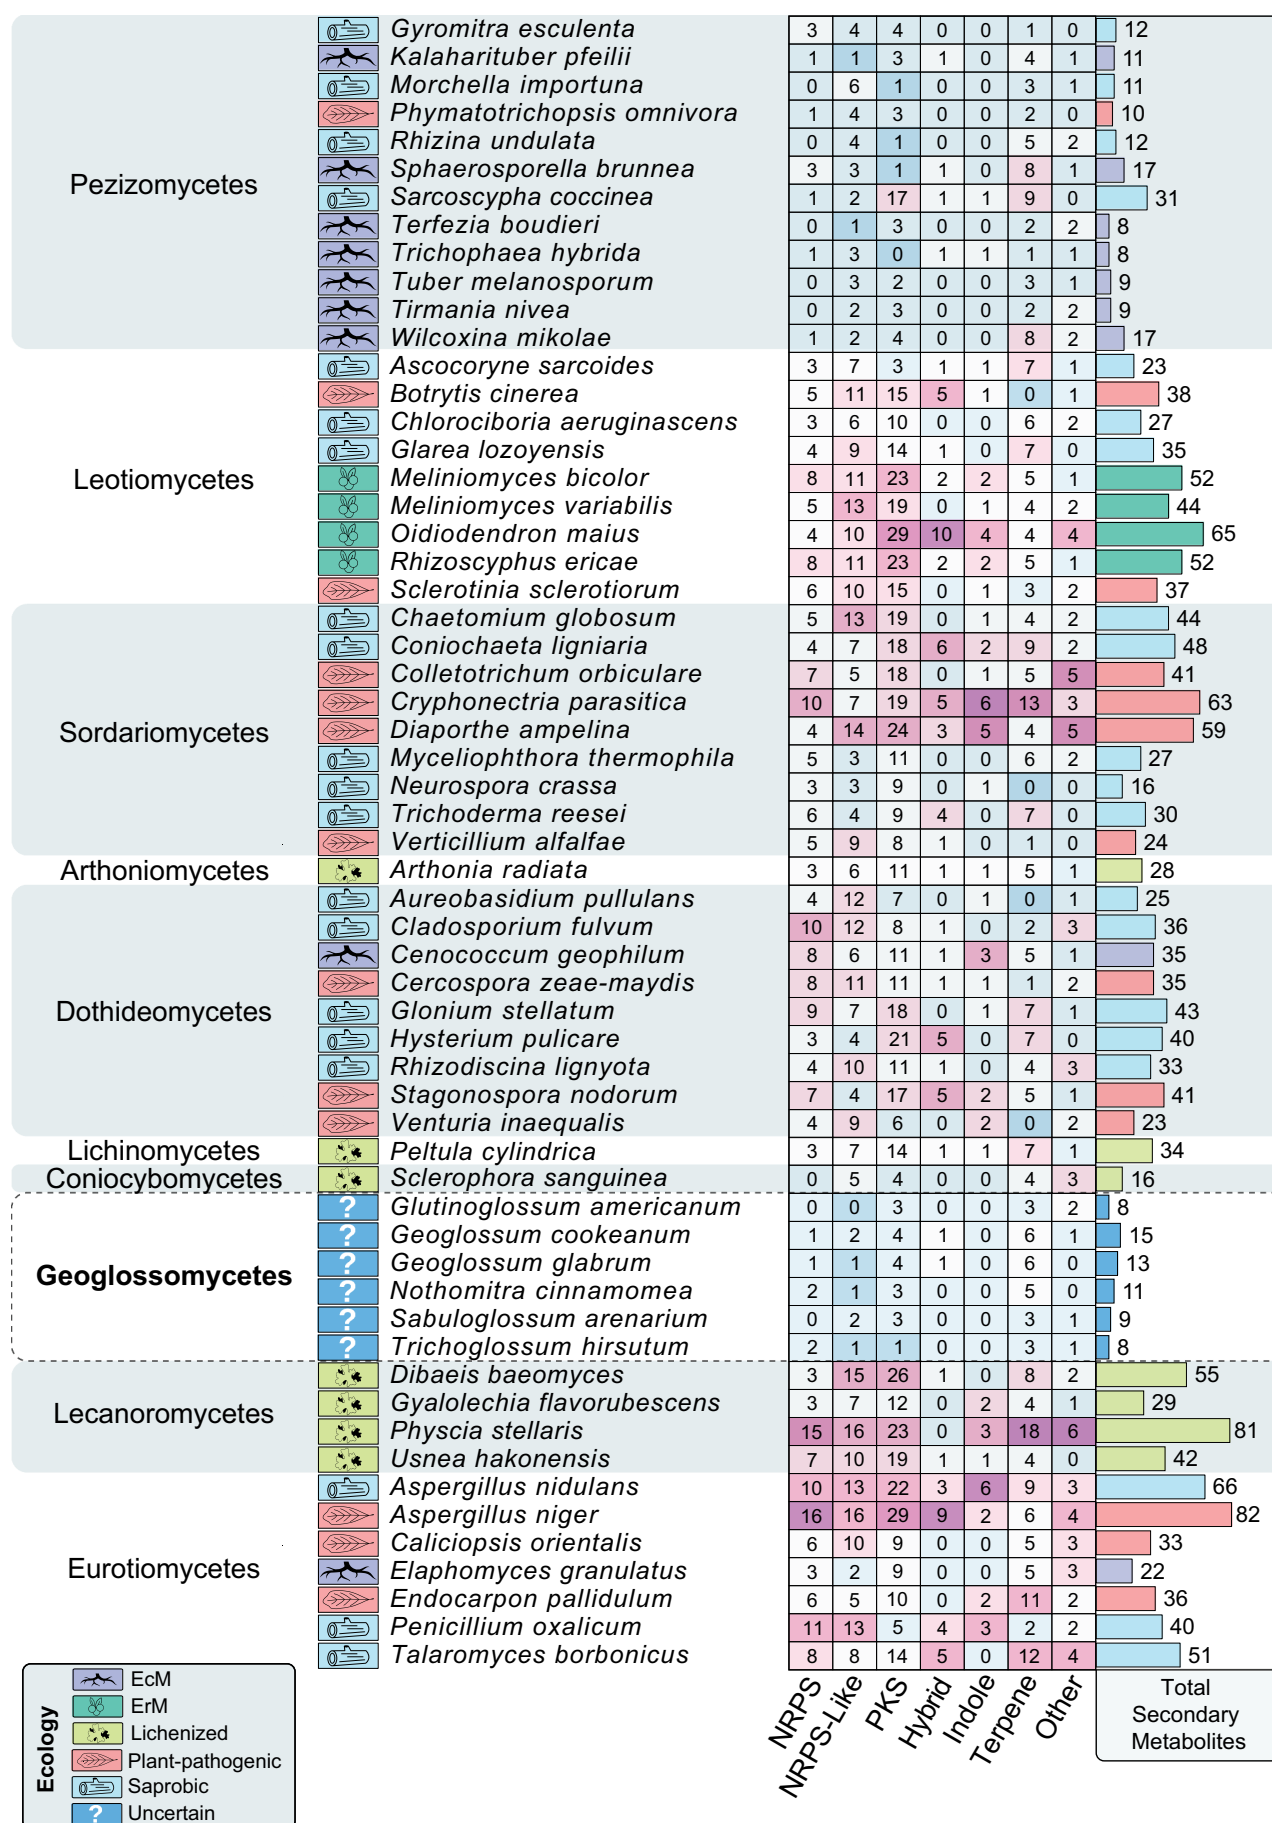 Gyromitra esculenta 3 4 4 0 0 1 0 12
Kalaharituber pfeilii 1 1 3 1 0 4 1 11
Morchella importuna 0 6 1 0 0 3 1 11
Phymatotrichopsis omnivora 1 4 3 0 0 2 0 10
Rhizina undulata 0 4 1 0 0 5 2 12
Sphaerosporella brunnea 3 3 1 1 0 8 1 17
Pezizomycetes
Sarcoscypha coccinea 1 2 17 1 1 9 0 31
Terfezia boudieri 0 1 3 0 0 2 2 8
Trichophaea hybrida 1 3 0 1 1 1 1 8
Tuber melanosporum 0 3 2 0 0 3 1 9
Tirmania nivea 0 2 3 0 0 2 2 9
Wilcoxina mikolae 1 2 4 0 0 8 2 17
Ascocoryne sarcoides 3 7 3 1 1 7 1 23
Botrytis cinerea 5 11 15 5 1 0 1 38
Chlorociboria aeruginascens 3 6 10 0 0 6 2 27
Glarea lozoyensis 4 9 14 1 0 7 0 35
Leotiomycetes
Meliniomyces bicolor 8 11 23 2 2 5 1 52
Meliniomyces variabilis 5 13 19 0 1 4 2 44
Oidiodendron maius 4 10 29 10 4 4 4 65
Rhizoscyphus ericae 8 11 23 2 2 5 1 52
Sclerotinia sclerotiorum 6 10 15 0 1 3 2 37
Chaetomium globosum 5 13 19 0 1 4 2 44
Coniochaeta ligniaria 4 7 18 6 2 9 2 48
Colletotrichum orbiculare 7 5 18 0 1 5 5 41
Cryphonectria parasitica 10 7 19 5 6 13 3 63
Sordariomycetes
Diaporthe ampelina 4 14 24 3 5 4 5 59
Myceliophthora thermophila 5 3 11 0 0 6 2 27
Neurospora crassa 3 3 9 0 1 0 0 16
Trichoderma reesei 6 4 9 4 0 7 0 30
Verticillium alfalfae 5 9 8 1 0 1 0 24
Arthoniomycetes
Arthonia radiata 3 6 11 1 1 5 1 28
Aureobasidium pullulans 4 12 7 0 1 0 1 25
Cladosporium fulvum 10 12 8 1 0 2 3 36
Cenococcum geophilum 8 6 11 1 3 5 1 35
Cercospora zeae-maydis 8 11 11 1 1 1 2 35
Dothideomycetes
Glonium stellatum 9 7 18 0 1 7 1 43
Hysterium pulicare 3 4 21 5 0 7 0 40
Rhizodiscina lignyota 4 10 11 1 0 4 3 33
Stagonospora nodorum 7 4 17 5 2 5 1 41
Venturia inaequalis 4 9 6 0 2 0 2 23
Lichinomycetes
Peltula cylindrica 3 7 14 1 1 7 1 34
Coniocybomycetes
Sclerophora sanguinea 0 5 4 0 0 4 3 16
? Glutinoglossum americanum 0 0 3 0 0 3 2 8
? Geoglossum cookeanum 1 2 4 1 0 6 1 15
Geoglossomycetes
? Geoglossum glabrum 1 1 4 1 0 6 0 13
? Nothomitra cinnamomea 2 1 3 0 0 5 0 11
? Sabuloglossum arenarium 0 2 3 0 0 3 1 9
? Trichoglossum hirsutum 2 1 1 0 0 3 1 8
Dibaeis baeomyces 3 15 26 1 0 8 2 55
Gyalolechia flavorubescens 3 7 12 0 2 4 1 29
Lecanoromycetes
Physcia stellaris 15 16 23 0 3 18 6 81
Usnea hakonensis 7 10 19 1 1 4 0 42
Aspergillus nidulans 10 13 22 3 6 9 3 66
Aspergillus niger 16 16 29 9 2 6 4 82
Caliciopsis orientalis 6 10 9 0 0 5 3 33
Eurotiomycetes
Elaphomyces granulatus 3 2 9 0 0 5 3 22
Endocarpon pallidulum 6 5 10 0 2 11 2 36
Penicillium oxalicum 11 13 5 4 3 2 2 40
Talaromyces borbonicus 8 8 14 5 0 12 4 51
NRPS
NRPS-Like
PKS
Hybrid
Indole
Terpene
Other
Total
Secondary
Metabolites
Ecology
EcM
ErM
Lichenized
Plant-pathogenic
Saprobic
? Uncertain